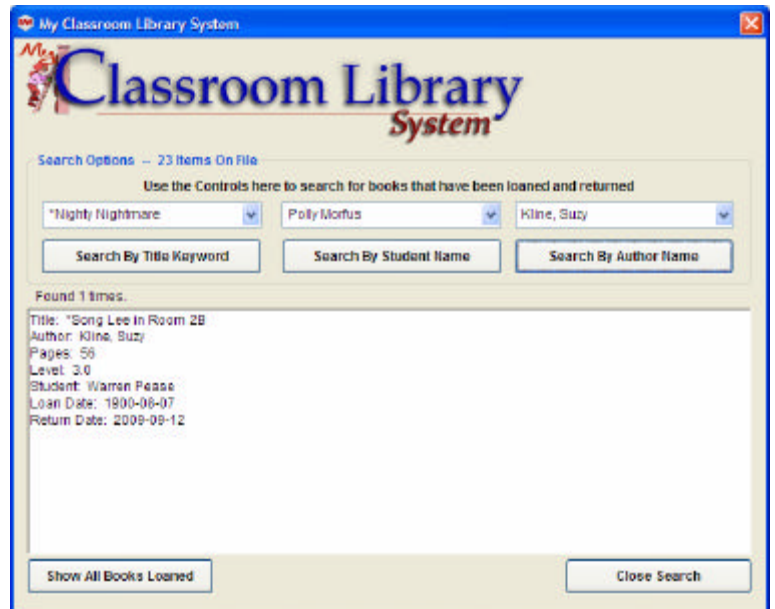 My Classroom Library System
My Classroom Library
System
Search Options -- 23 Items On File
Use the Controls here to search for books that have been loaned and returned
*Nighty Nightmare Polly Morfus Kline, Suzy
Search By Title Keyword Search By Student Name Search By Author Name
Found 1 times.
Title: *Song Lee in Room 2B
Author: Kline, Suzy
Pages: 56
Level: 3.0
Student: Warren Pease
Loan Date: 1900-08-07
Return Date: 2009-09-12
Show All Books Loaned Close Search